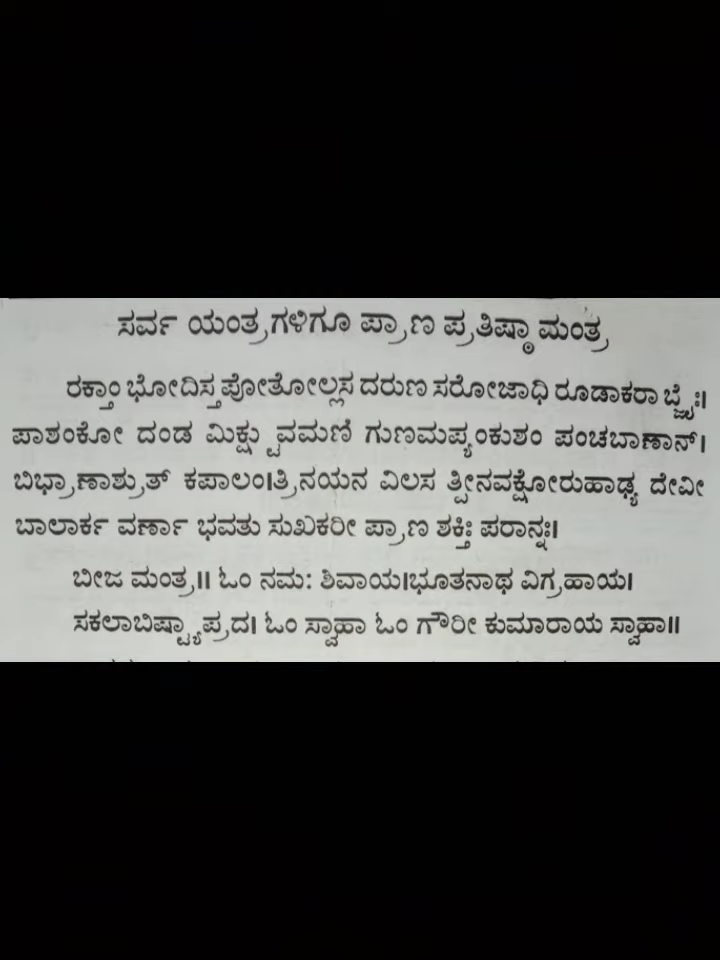 ಸರ್ವ ಯಂತ್ರಗಳಿಗೂ ಪ್ರಾಣ ಪ್ರತಿಷ್ಠಾ ಮಂತ್ರ
ರಕ್ತಾಂ ಭೋದಿಸ್ತಪೋತೋಲ್ಲಸ ದರುಣ ಸರೋಜಾಧಿ ರೂಡಾಕರಾ ಬ್ಜೈಃ।
ಪಾಶಂಕೋ ದಂಡ ಮಿಕ್ಷ್ಟುವಮಣಿ ಗುಣಮಪ್ಯಂಕುಶಂ ಪಂಚಬಾಣಾನ್।
ಬಿಭ್ರಾಣಾಶ್ರುತ್ ಕಪಾಲಂ।ತ್ರಿನಯನ ವಿಲಸ ತ್ಪೀನವಕ್ಷೋರುಹಾಢ್ಯ ದೇವೀ
ಬಾಲಾರ್ಕ ವರ್ಣಾ ಭವತು ಸುಖಕರೀ ಪ್ರಾಣ ಶಕ್ತಿಃ ಪರಾನ್ನಃ।
ಬೀಜ ಮಂತ್ರ॥ ಓಂ ನಮಃ ಶಿವಾಯ।ಭೂತನಾಥ ವಿಗ್ರಹಾಯ।
ಸಕಲಾಬಿಷ್ಟ್ಯಾಪ್ರದ। ಓಂ ಸ್ವಾಹಾ ಓಂ ಗೌರೀ ಕುಮಾರಾಯ ಸ್ವಾಹಾ॥